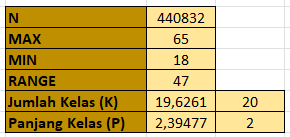 N 440832
MAX 65
MIN 18
RANGE 47
Jumlah Kelas (K) 19,6261 20
Panjang Kelas (P) 2,39477 2